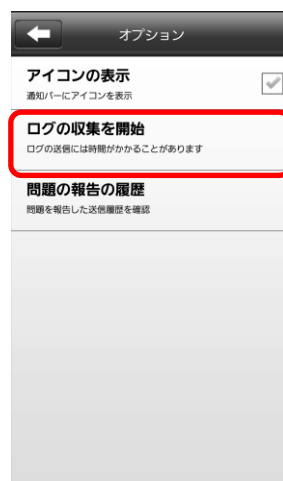 オプション
アイコンの表示
通知バーにアイコンを表示
ログの収集を開始
ログの送信には時間がかかることがあります
問題の報告の履歴
問題を報告した送信履歴を確認